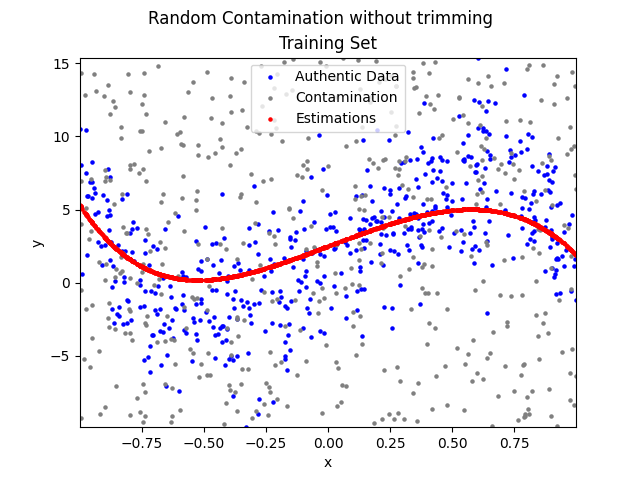 Random Contamination without trimming
Training Set
Authentic Data
Contamination
Estimations
15
10
5
0
−5
y
−0.75 −0.50 −0.25 0.00 0.25 0.50 0.75
x